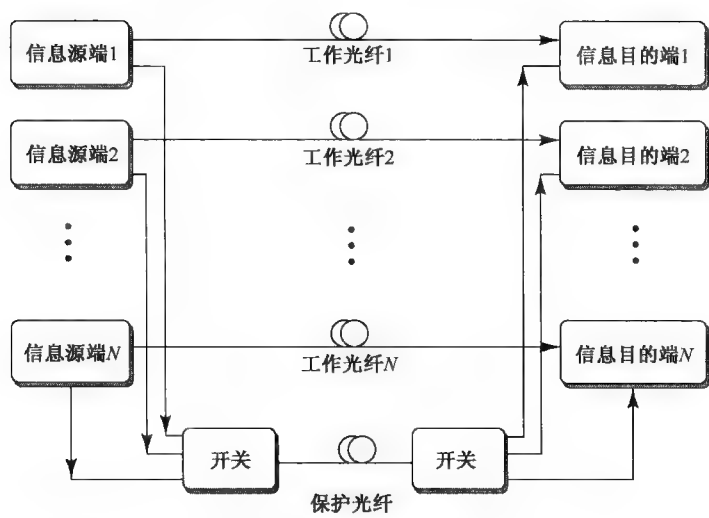 信息源端1
工作光纤1
信息目的端1
信息源端2
工作光纤2
信息目的端2
信息源端N
工作光纤N
信息目的端N
开关
开关
保护光纤